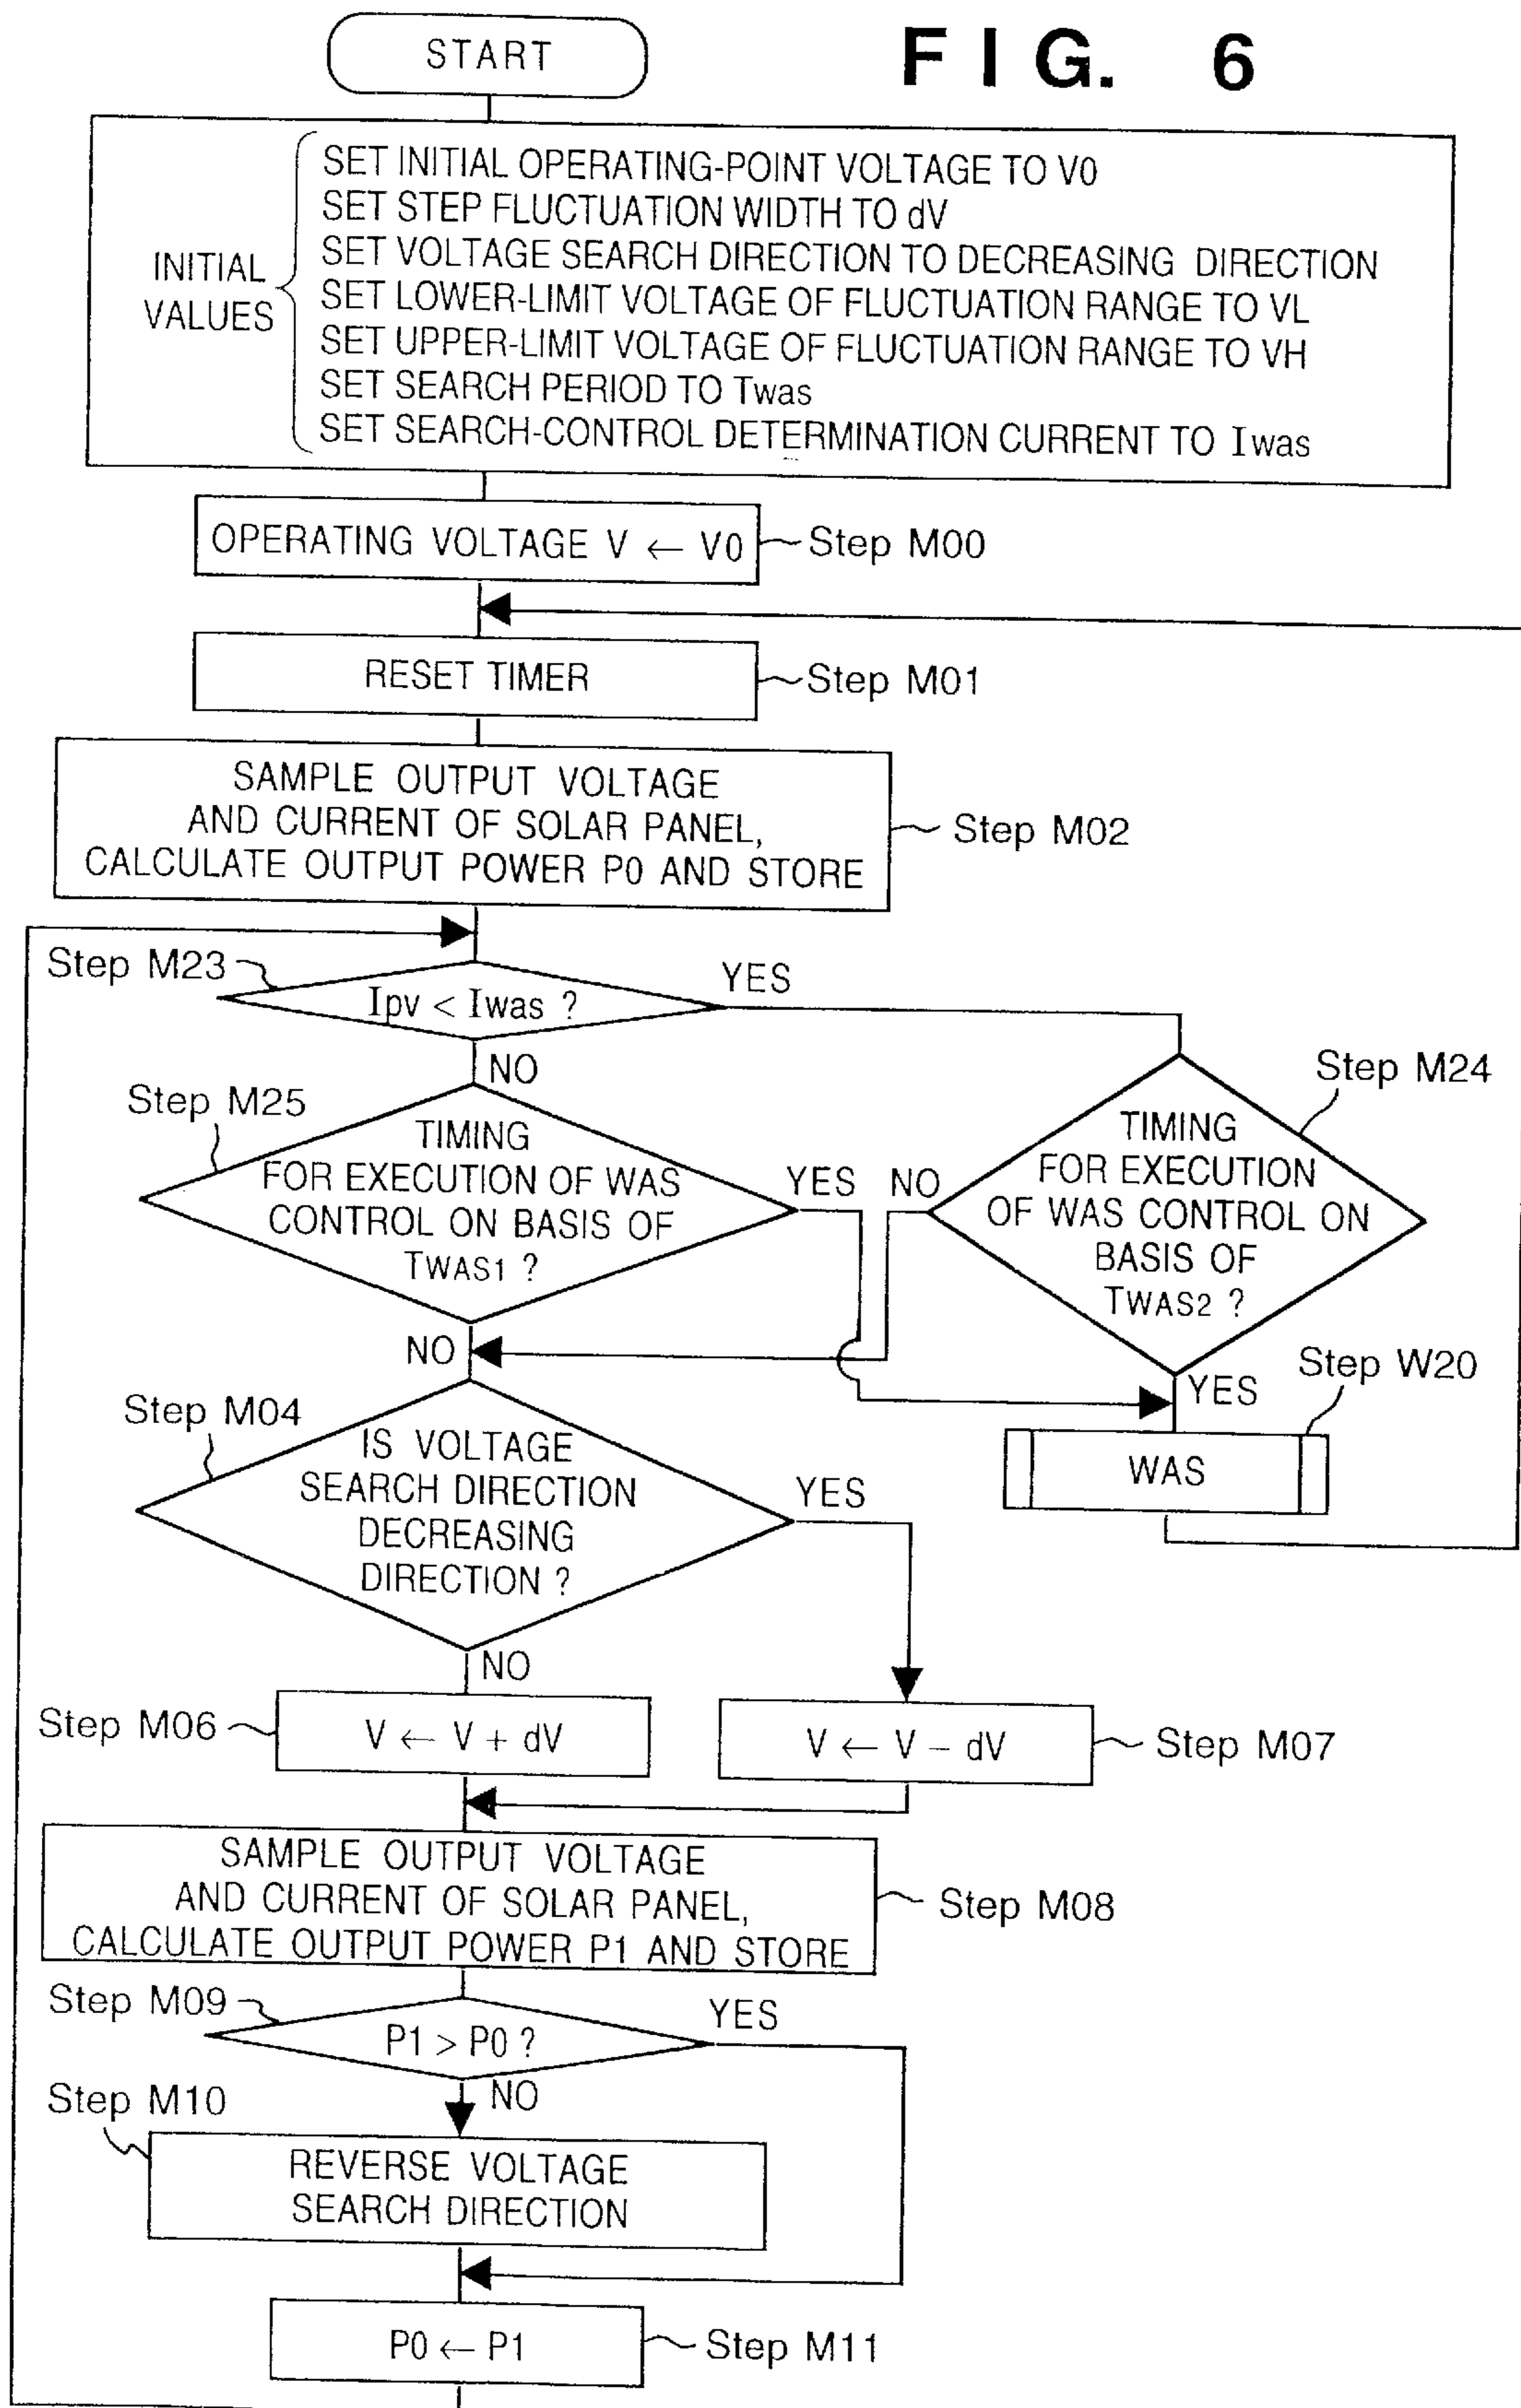 START
FIG. 6
INITIAL
VALUES
SET INITIAL OPERATING-POINT VOLTAGE TO V0
SET STEP FLUCTUATION WIDTH TO dV
SET VOLTAGE SEARCH DIRECTION TO DECREASING DIRECTION
SET LOWER-LIMIT VOLTAGE OF FLUCTUATION RANGE TO VL
SET UPPER-LIMIT VOLTAGE OF FLUCTUATION RANGE TO VH
SET SEARCH PERIOD TO Twas
SET SEARCH-CONTROL DETERMINATION CURRENT TO Iwas
OPERATING VOLTAGE V ← V0
Step M00
RESET TIMER
Step M01
SAMPLE OUTPUT VOLTAGE
AND CURRENT OF SOLAR PANEL,
CALCULATE OUTPUT POWER P0 AND STORE
Step M02
Step M23
Ipv < Iwas ?
YES
NO
Step M25
TIMING
FOR EXECUTION OF WAS
CONTROL ON BASIS OF
TWAS1 ?
YES
NO
Step M24
TIMING
FOR EXECUTION
OF WAS CONTROL ON
BASIS OF
TWAS2 ?
NO
YES
Step W20
WAS
Step M04
IS VOLTAGE
SEARCH DIRECTION
DECREASING
DIRECTION ?
YES
NO
Step M06
V ← V + dV
V ← V – dV
Step M07
SAMPLE OUTPUT VOLTAGE
AND CURRENT OF SOLAR PANEL,
CALCULATE OUTPUT POWER P1 AND STORE
Step M08
Step M09
P1 > P0 ?
YES
NO
Step M10
REVERSE VOLTAGE
SEARCH DIRECTION
P0 ← P1
Step M11